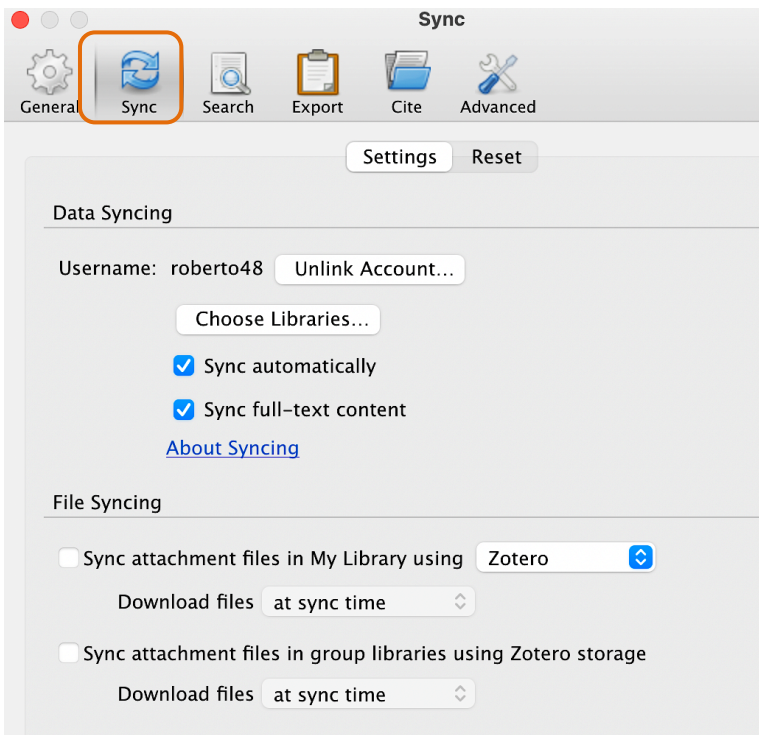 Sync
General Sync Search Export Cite Advanced
Settings Reset
Data Syncing
Username: roberto48 Unlink Account...
Choose Libraries...
Sync automatically
Sync full-text content
About Syncing
File Syncing
Sync attachment files in My Library using Zotero
Download files at sync time
Sync attachment files in group libraries using Zotero storage
Download files at sync time